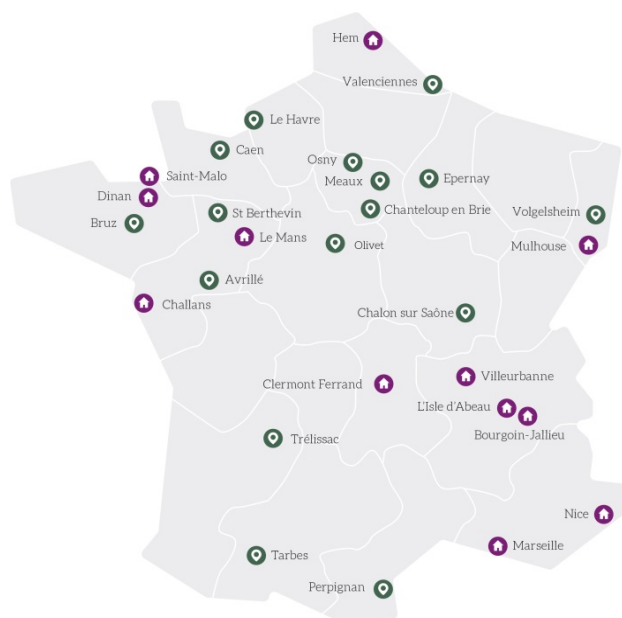 Hem
Valenciennes
Le Havre
Caen
Osny
Saint-Malo
Meaux
Epernay
Dinan
Chanteloup en Brie
St Berthevin
Volgelsheim
Bruz
Le Mans
Olivet
Mulhouse
Avrillé
Challans
Chalon sur Saône
Villeurbanne
Clermont Ferrand
L'Isle d'Abeau
Bourgoin-Jallieu
Trélissac
Nice
Marseille
Tarbes
Perpignan